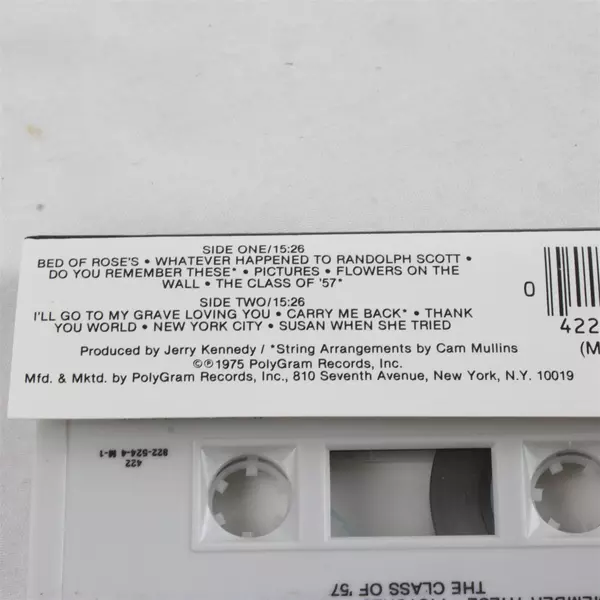 SIDE ONE/15:26
BED OF ROSE'S • WHATEVER HAPPENED TO RANDOLPH SCOTT •
DO YOU REMEMBER THESE* • PICTURES • FLOWERS ON THE
WALL • THE CLASS OF '57*
SIDE TWO/15:26
I'LL GO TO MY GRAVE LOVING YOU • CARRY ME BACK* • THANK
YOU WORLD • NEW YORK CITY • SUSAN WHEN SHE TRIED
Produced by Jerry Kennedy / *String Arrangements by Cam Mullins
©℗1975 PolyGram Records, Inc.
Mfd. & Mktd. by PolyGram Records, Inc., 810 Seventh Avenue, New York, N.Y. 10019
0
422
(M
422
822-524-4 M-1
THE CLASS OF '57